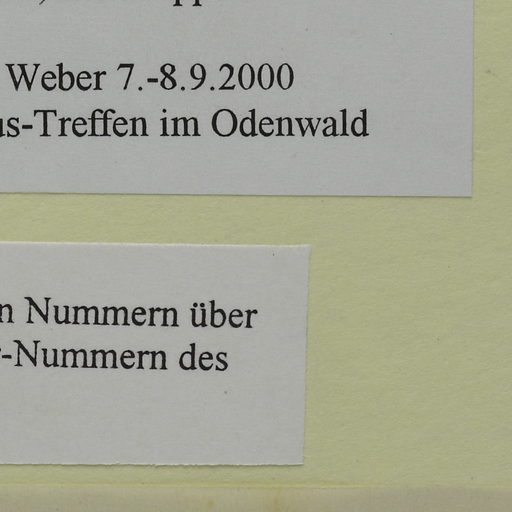 Weber 7.-8.9.2000
us-Treffen im Odenwald
n Nummern über
-Nummern des